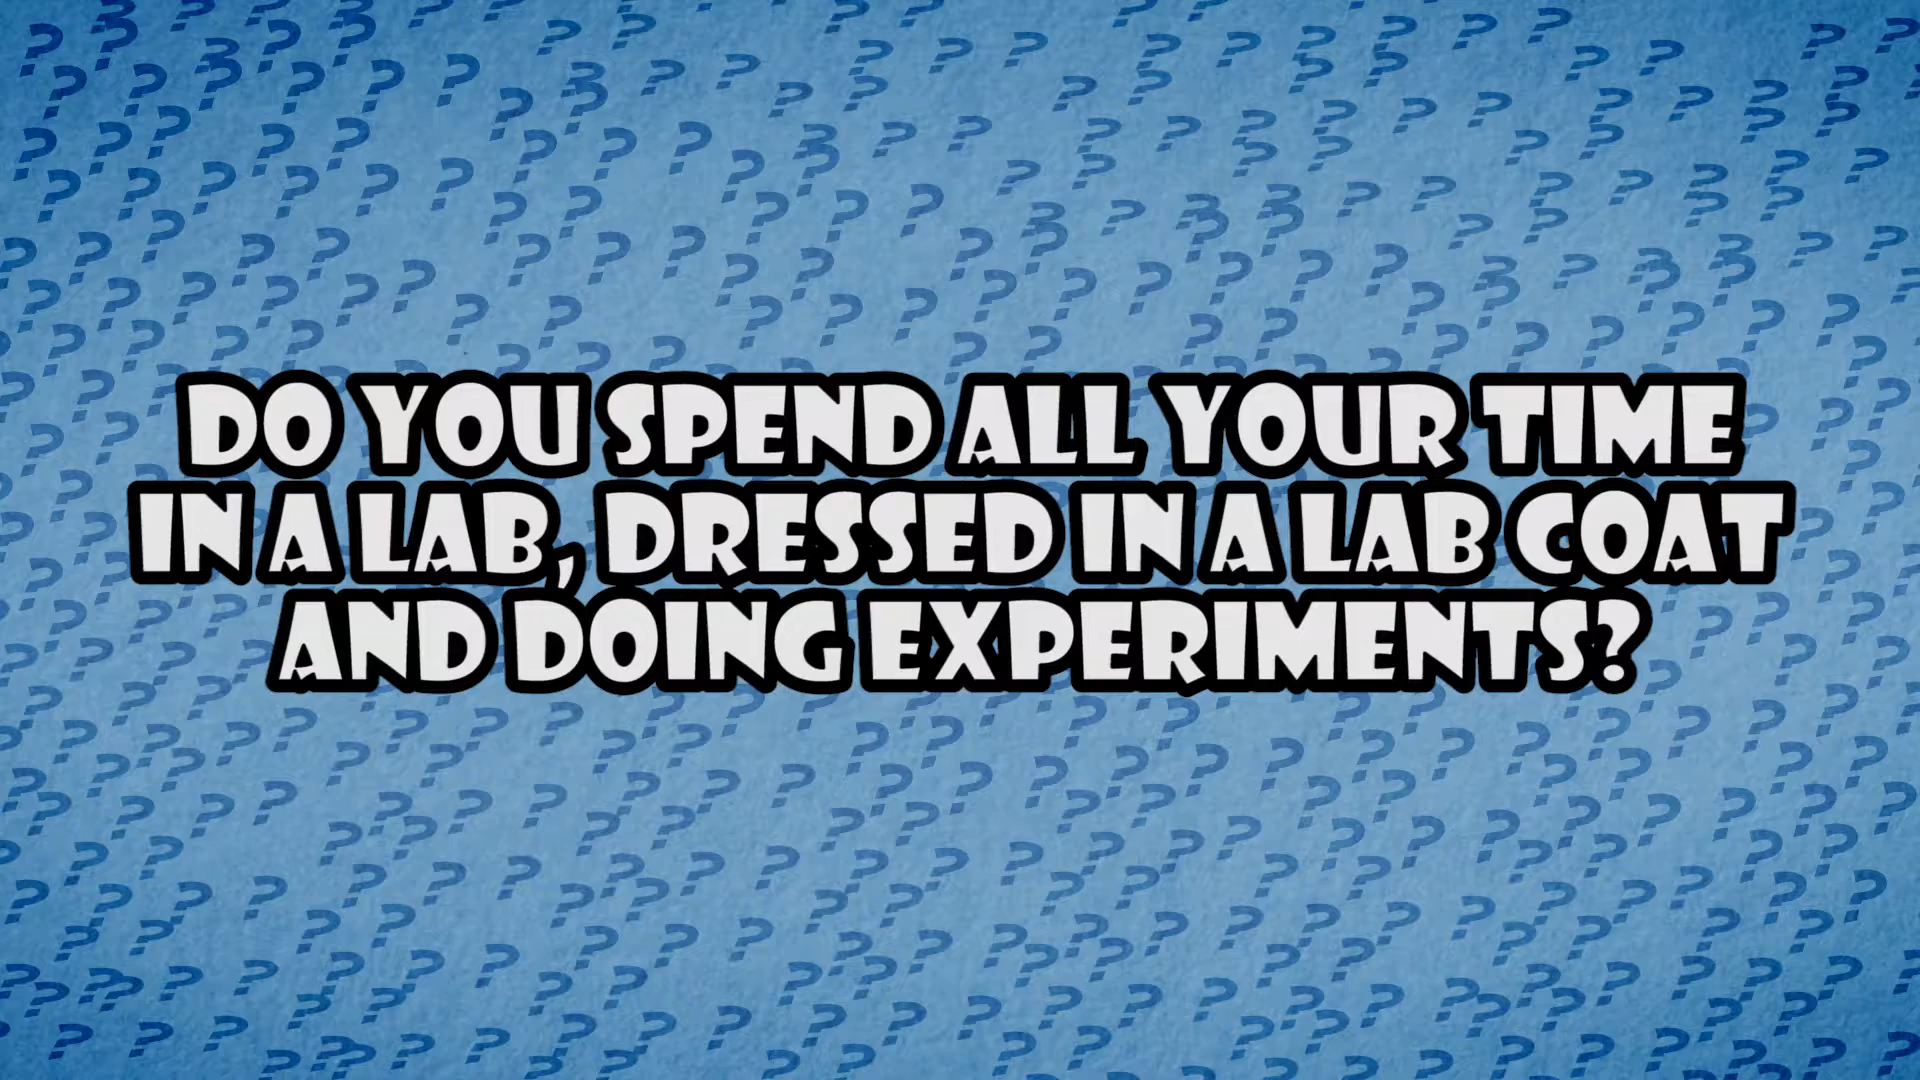 DO YOU SPEND ALL YOUR TIME
IN A LAB, DRESSED IN A LAB COAT
AND DOING EXPERIMENTS?